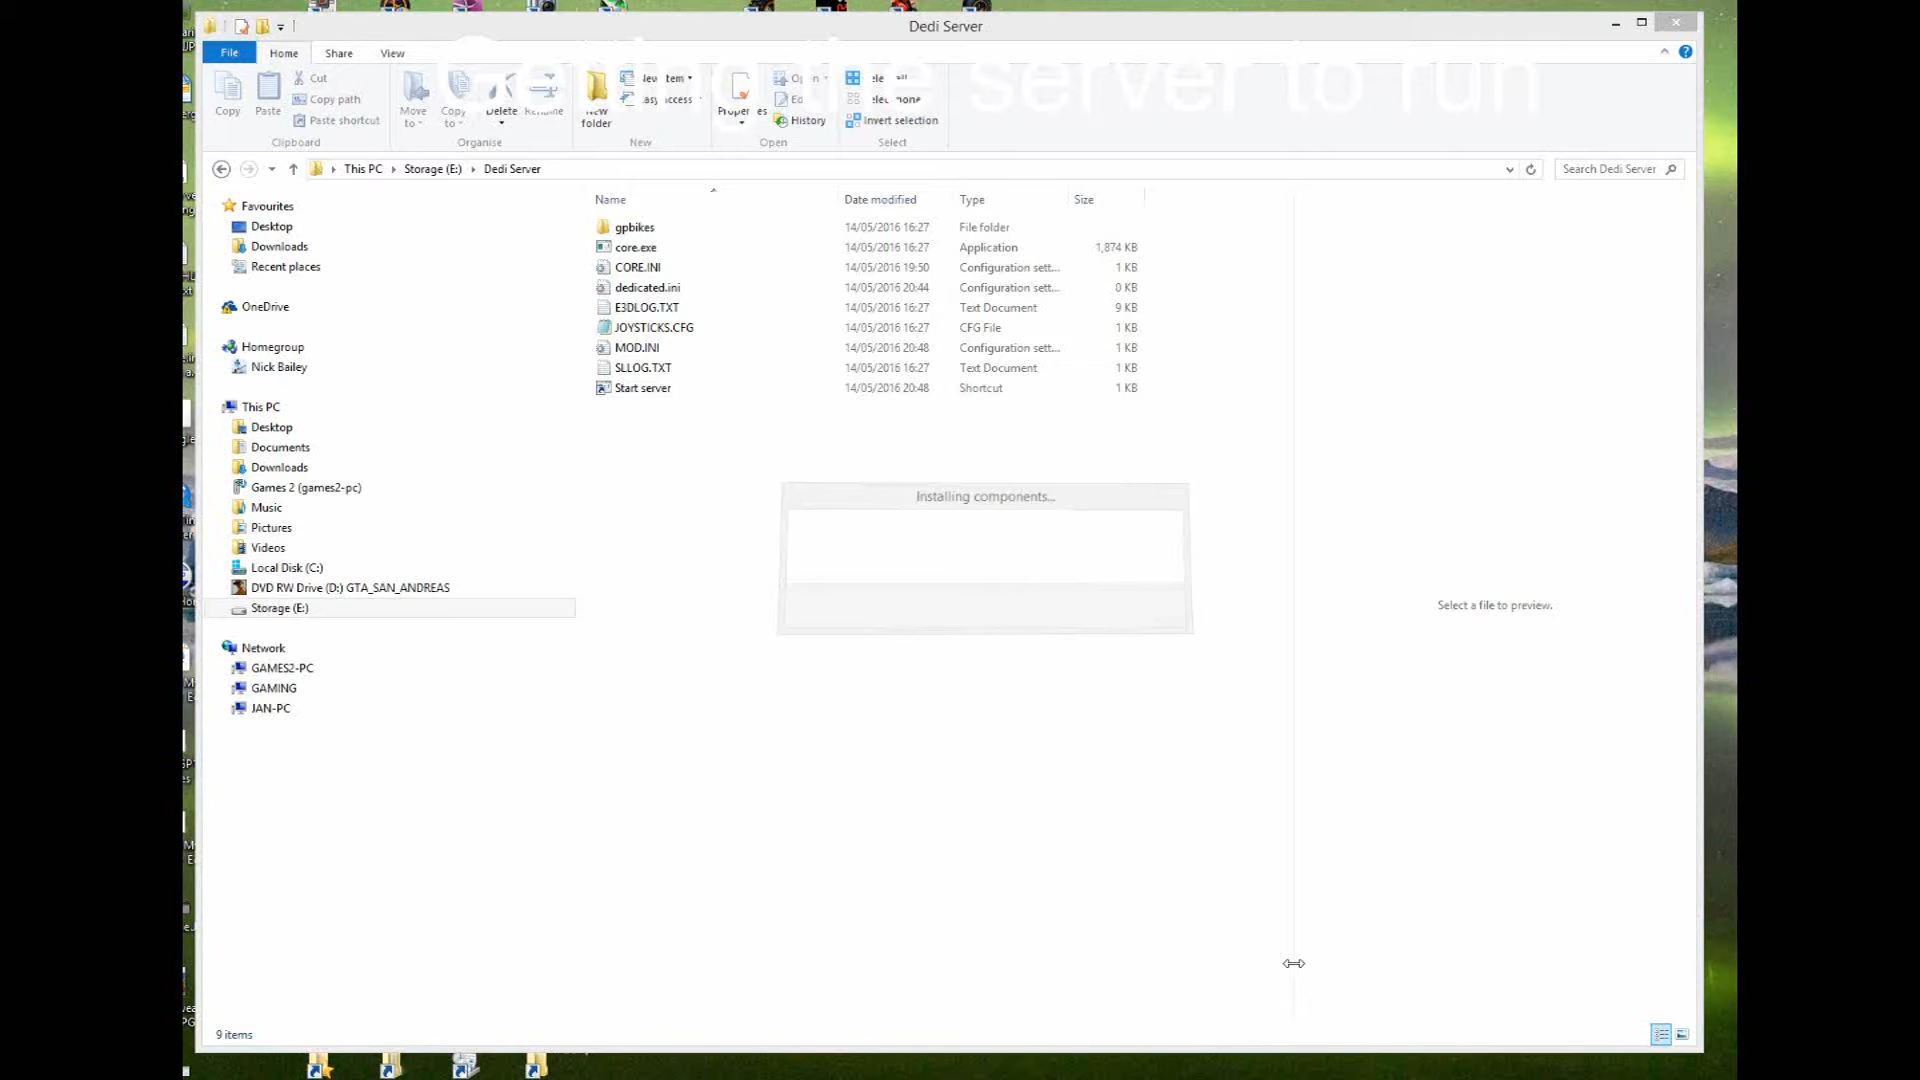 Dedi Server
File Home Share View
Getting the server to run
Copy
Paste
Cut
Copy path
Paste shortcut
Clipboard
Move to
Copy to
Delete
Rename
Organise
New folder
New
Properties
History
Open
Invert selection
Select
This PC Storage (E:) Dedi Server
Search Dedi Server
Favourites
Desktop
Downloads
Recent places
OneDrive
Homegroup
Nick Bailey
This PC
Desktop
Documents
Downloads
Games 2 (games2-pc)
Music
Pictures
Videos
Local Disk (C:)
DVD RW Drive (D:) GTA_SAN_ANDREAS
Storage (E:)
Network
GAMES2-PC
GAMING
JAN-PC
Name Date modified Type Size
gpbikes 14/05/2016 16:27 File folder
core.exe 14/05/2016 16:27 Application 1,874 KB
CORE.INI 14/05/2016 19:50 Configuration sett... 1 KB
dedicated.ini 14/05/2016 20:44 Configuration sett... 0 KB
E3DLOG.TXT 14/05/2016 16:27 Text Document 9 KB
JOYSTICKS.CFG 14/05/2016 16:27 CFG File 1 KB
MOD.INI 14/05/2016 20:48 Configuration sett... 1 KB
SLLOG.TXT 14/05/2016 16:27 Text Document 1 KB
Start server 14/05/2016 20:48 Shortcut 1 KB
Installing components...
Select a file to preview.
9 items